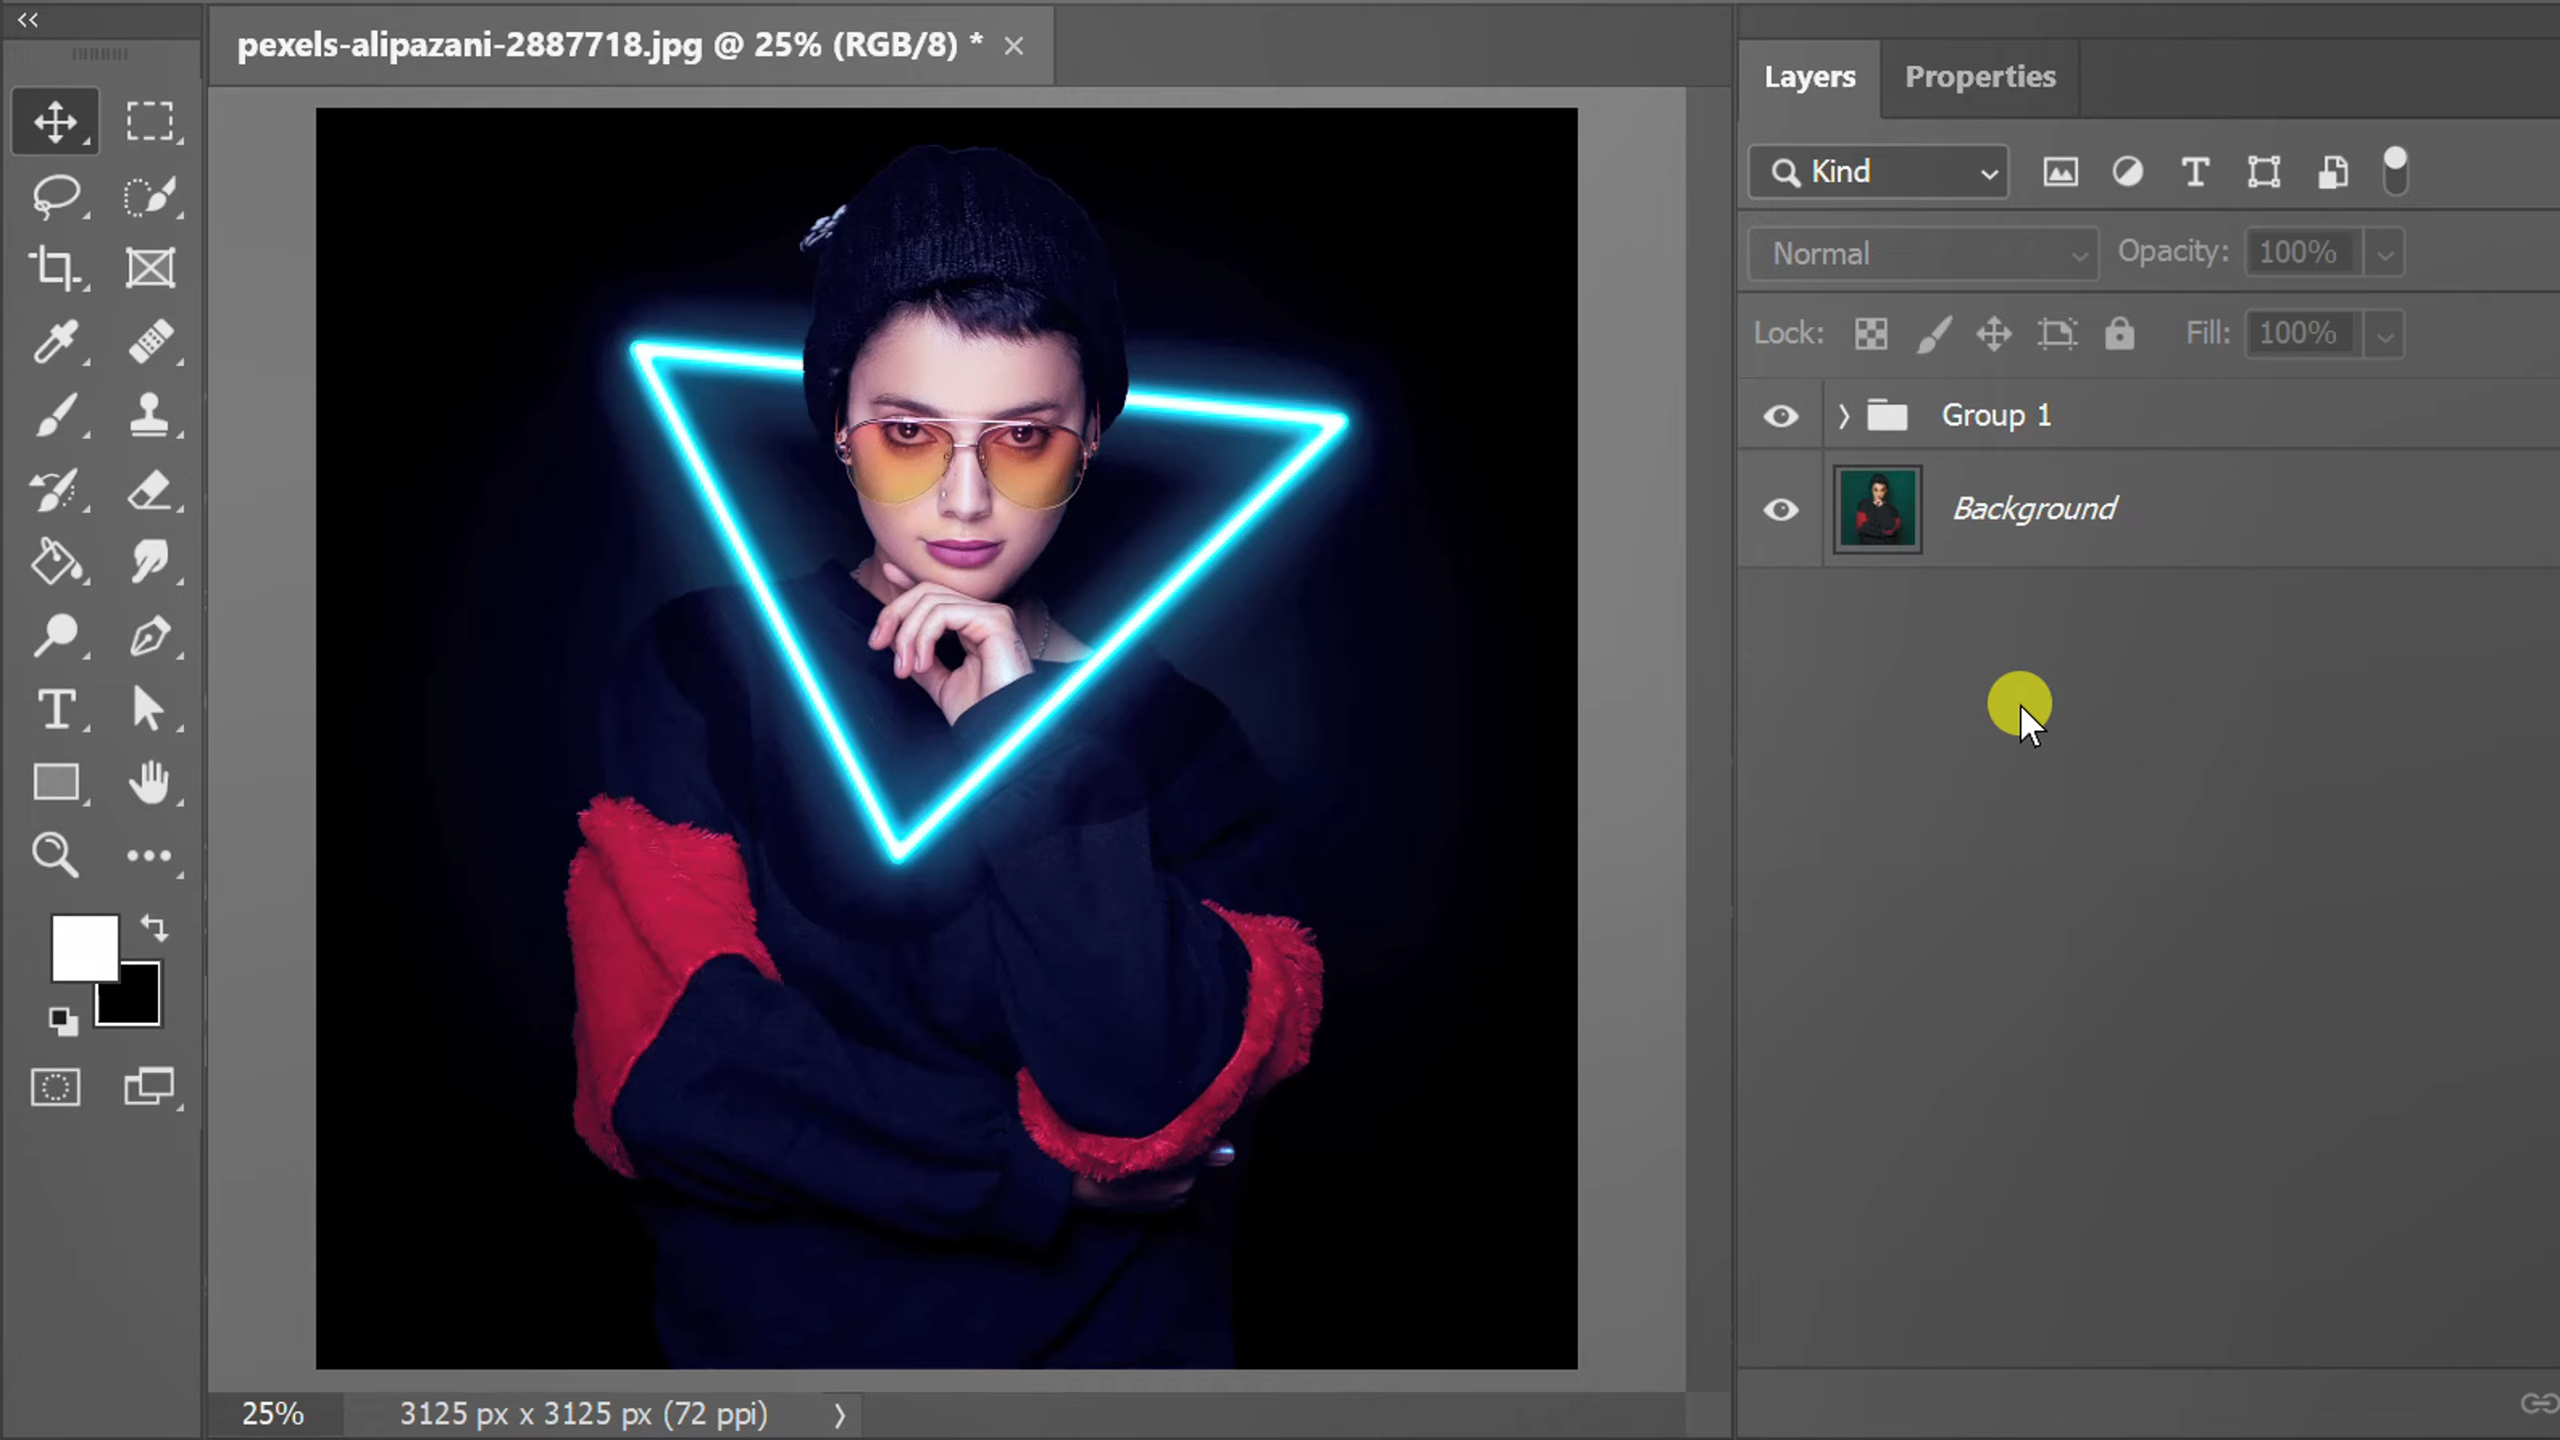 pexels-alipazani-2887718.jpg @ 25% (RGB/8) *
Layers
Properties
Kind
Normal
Opacity: 100%
Lock:
Fill: 100%
Group 1
Background
25%
3125 px x 3125 px (72 ppi)